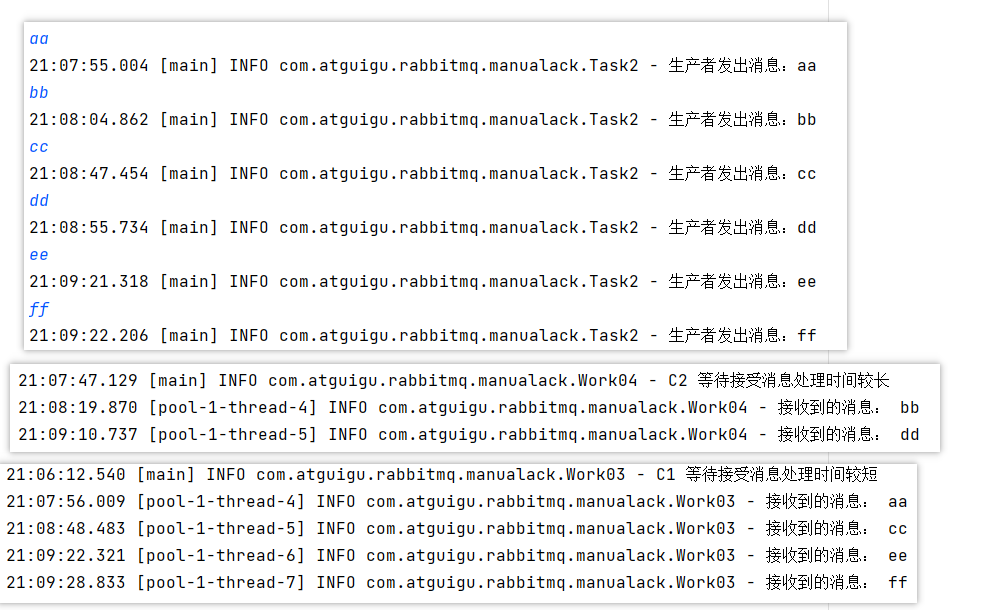 aa
21:07:55.004 [main] INFO com.atguigu.rabbitmq.manualack.Task2 - 生产者发出消息：aa
bb
21:08:04.862 [main] INFO com.atguigu.rabbitmq.manualack.Task2 - 生产者发出消息：bb
cc
21:08:47.454 [main] INFO com.atguigu.rabbitmq.manualack.Task2 - 生产者发出消息：cc
dd
21:08:55.734 [main] INFO com.atguigu.rabbitmq.manualack.Task2 - 生产者发出消息：dd
ee
21:09:21.318 [main] INFO com.atguigu.rabbitmq.manualack.Task2 - 生产者发出消息：ee
ff
21:09:22.206 [main] INFO com.atguigu.rabbitmq.manualack.Task2 - 生产者发出消息：ff
21:07:47.129 [main] INFO com.atguigu.rabbitmq.manualack.Work04 - C2 等待接受消息处理时间较长
21:08:19.870 [pool-1-thread-4] INFO com.atguigu.rabbitmq.manualack.Work04 - 接收到的消息： bb
21:09:10.737 [pool-1-thread-5] INFO com.atguigu.rabbitmq.manualack.Work04 - 接收到的消息： dd
21:06:12.540 [main] INFO com.atguigu.rabbitmq.manualack.Work03 - C1 等待接受消息处理时间较短
21:07:56.009 [pool-1-thread-4] INFO com.atguigu.rabbitmq.manualack.Work03 - 接收到的消息： aa
21:08:48.483 [pool-1-thread-5] INFO com.atguigu.rabbitmq.manualack.Work03 - 接收到的消息： cc
21:09:22.321 [pool-1-thread-6] INFO com.atguigu.rabbitmq.manualack.Work03 - 接收到的消息： ee
21:09:28.833 [pool-1-thread-7] INFO com.atguigu.rabbitmq.manualack.Work03 - 接收到的消息： ff